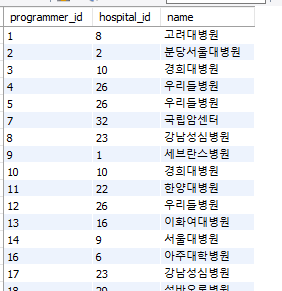 programmer_id hospital_id name
1 8 고려대병원
2 2 분당서울대병원
3 10 경희대병원
4 26 우리들병원
5 26 우리들병원
7 32 국립암센터
8 23 강남성심병원
9 1 세브란스병원
10 10 경희대병원
11 22 한양대병원
12 26 우리들병원
13 16 이화여대병원
14 9 서울대병원
16 6 아주대학병원
17 23 강남성심병원